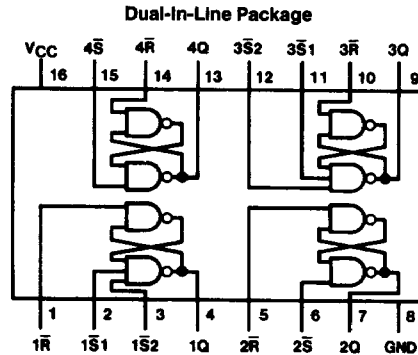 Dual-In-Line Package
VCC 4S̅ 4R̅ 4Q 3S̅2 3S̅1 3R̅ 3Q
16 15 14 13 12 11 10 9
1 2 3 4 5 6 7 8
1R̅ 1S̅1 1S̅2 1Q 2R̅ 2S̅ 2Q GND